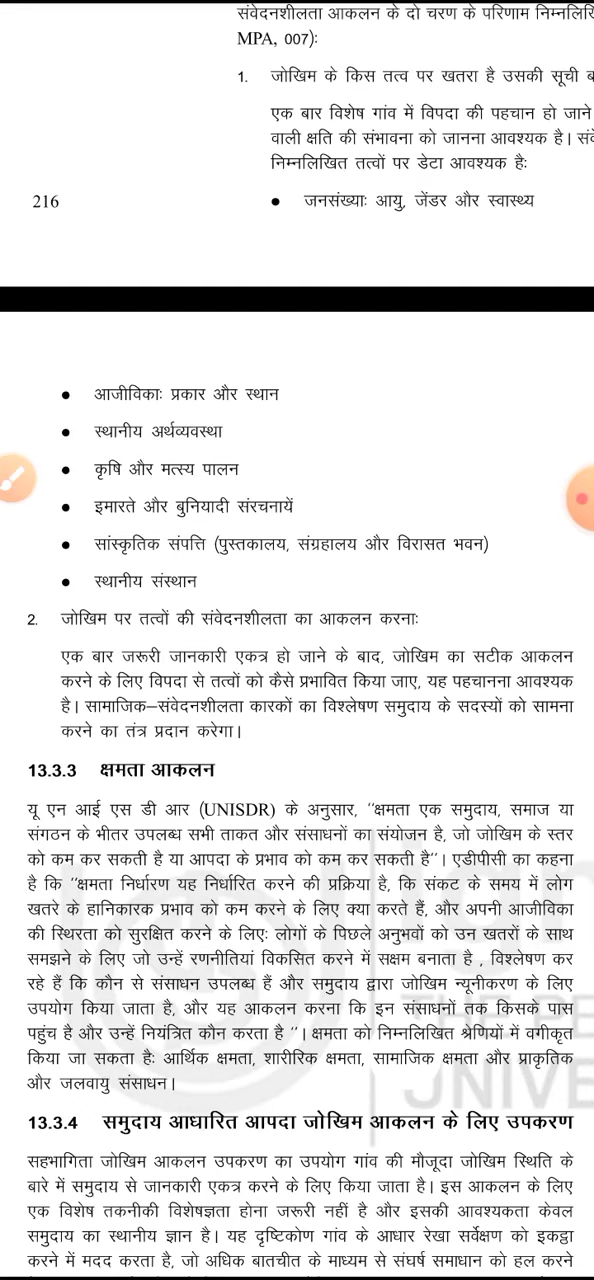 संवेदनशीलता आकलन के दो चरण के परिणाम
MPA, 007):
1. जोखिम के किस तत्व पर खतरा है उसकी सूची
एक बार विशेष गांव में विपदा की पहचान हो जाने
वाली क्षति की संभावना को जानना आवश्यक है।
निम्नलिखित तत्वों पर डेटा आवश्यक है:
216
• जनसंख्याः आयु, जेंडर और स्वास्थ्य
• आजीविकाः प्रकार और स्थान
• स्थानीय अर्थव्यवस्था
• कृषि और मत्स्य पालन
• इमारते और बुनियादी संरचनायें
• सांस्कृतिक संपत्ति (पुस्तकालय, संग्रहालय और विरासत भवन)
• स्थानीय संस्थान
2. जोखिम पर तत्वों की संवेदनशीलता का आकलन करनाः
एक बार जरूरी जानकारी एकत्र हो जाने के बाद, जोखिम का सटीक आकलन
करने के लिए विपदा से तत्वों को कैसे प्रभावित किया जाए, यह पहचानना आवश्यक
है। सामाजिक–संवेदनशीलता कारकों का विश्लेषण समुदाय के सदस्यों को सामना
करने का तंत्र प्रदान करेगा।
13.3.3 क्षमता आकलन
यू एन आई एस डी आर (UNISDR) के अनुसार, ‘‘क्षमता एक समुदाय, समाज या
संगठन के भीतर उपलब्ध सभी ताकत और संसाधनों का संयोजन है, जो जोखिम के स्तर
को कम कर सकती है या आपदा के प्रभाव को कम कर सकती है’’। एडीपीसी का कहना
है कि ‘‘क्षमता निर्धारण यह निर्धारित करने की प्रक्रिया है, कि संकट के समय में लोग
खतरे के हानिकारक प्रभाव को कम करने के लिए क्या करते हैं, और अपनी आजीविका
की स्थिरता को सुरक्षित करने के लिएः लोगों के पिछले अनुभवों को उन खतरों के साथ
समझने के लिए जो उन्हें रणनीतियां विकसित करने में सक्षम बनाता है , विश्लेषण कर
रहे हैं कि कौन से संसाधन उपलब्ध हैं और समुदाय द्वारा जोखिम न्यूनीकरण के लिए
उपयोग किया जाता है, और यह आकलन करना कि इन संसाधनों तक किसके पास
पहुंच है और उन्हें नियंत्रित कौन करता है ’’। क्षमता को निम्नलिखित श्रेणियों में वर्गीकृत
किया जा सकता हैः आर्थिक क्षमता, शारीरिक क्षमता, सामाजिक क्षमता और प्राकृतिक
और जलवायु संसाधन।
13.3.4 समुदाय आधारित आपदा जोखिम आकलन के लिए उपकरण
सहभागिता जोखिम आकलन उपकरण का उपयोग गांव की मौजूदा जोखिम स्थिति के
बारे में समुदाय से जानकारी एकत्र करने के लिए किया जाता है। इस आकलन के लिए
एक विशेष तकनीकी विशेषज्ञता होना जरूरी नहीं है और इसकी आवश्यकता केवल
समुदाय का स्थानीय ज्ञान है। यह दृष्टिकोण गांव के आधार रेखा सर्वेक्षण को इकट्ठा
करने में मदद करता है, जो अधिक बातचीत के माध्यम से संघर्ष समाधान को हल करने